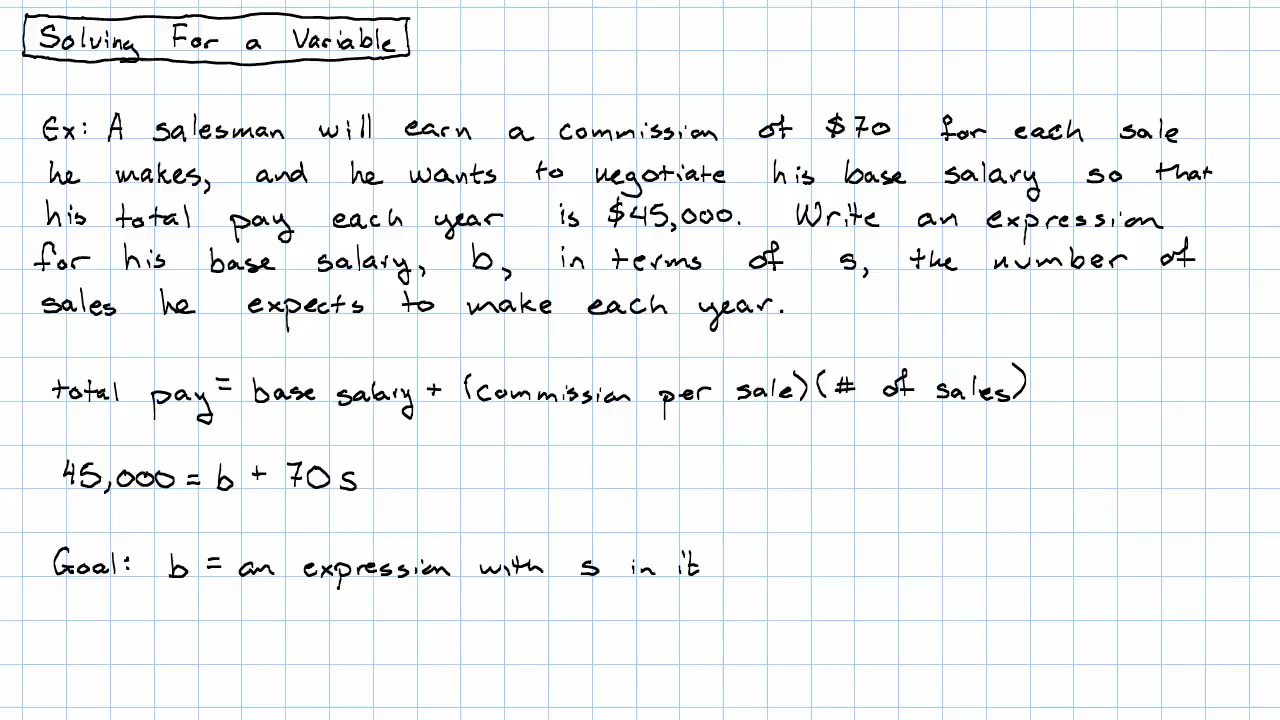 Solving For a Variable
Ex: A salesman will earn a commission of $70 for each sale
he makes, and he wants to negotiate his base salary so that
his total pay each year is $45,000. Write an expression
for his base salary, b, in terms of s, the number of
sales he expects to make each year.
total pay = base salary + (commission per sale)(# of sales)
45,000 = b + 70s
Goal: b = an expression with s in it